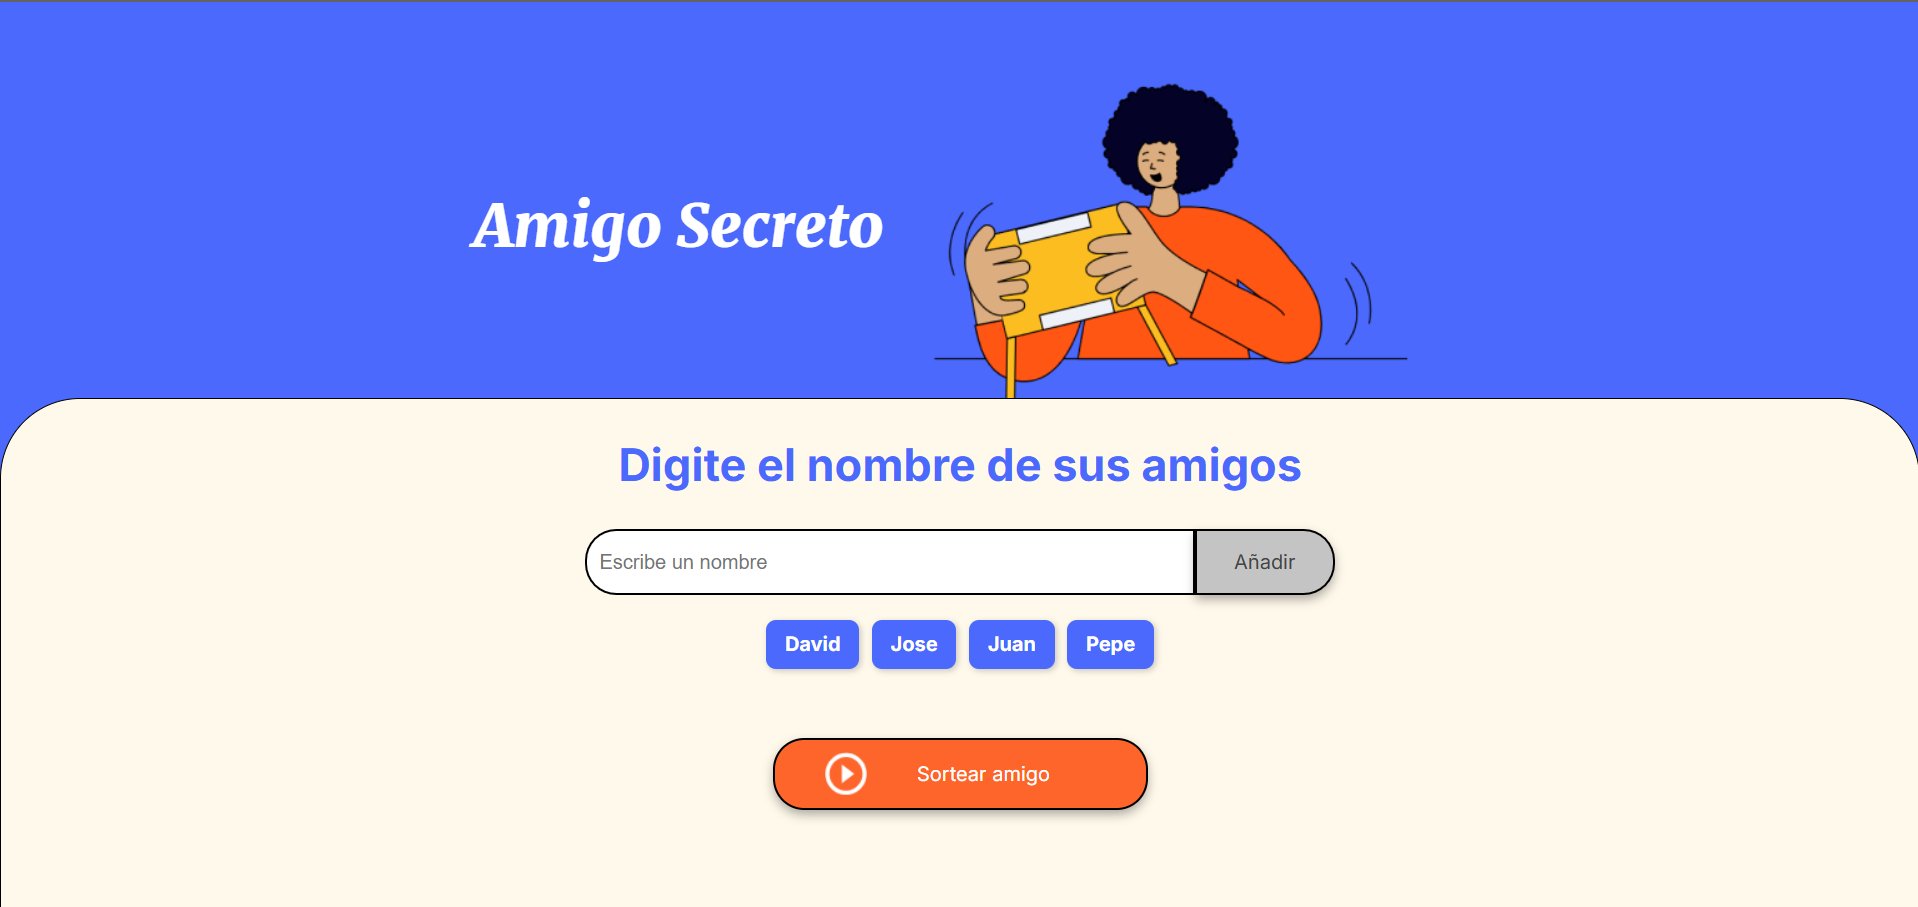 Amigo Secreto
Digite el nombre de sus amigos
Escribe un nombre
Añadir
David Jose Juan Pepe
Sortear amigo